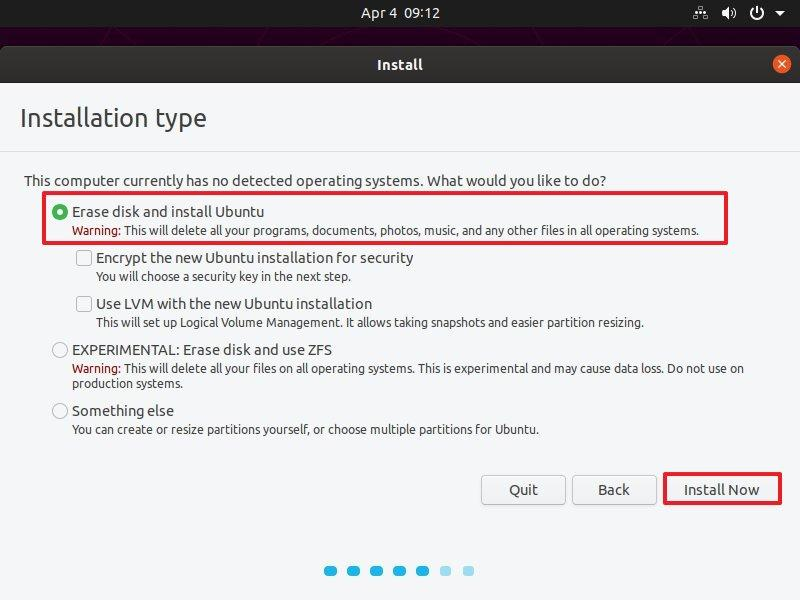 Apr 4  09:12
Install
Installation type
This computer currently has no detected operating systems. What would you like to do?
Erase disk and install Ubuntu
Warning: This will delete all your programs, documents, photos, music, and any other files in all operating systems.
Encrypt the new Ubuntu installation for security
You will choose a security key in the next step.
Use LVM with the new Ubuntu installation
This will set up Logical Volume Management. It allows taking snapshots and easier partition resizing.
EXPERIMENTAL: Erase disk and use ZFS
Warning: This will delete all your files on all operating systems. This is experimental and may cause data loss. Do not use on
production systems.
Something else
You can create or resize partitions yourself, or choose multiple partitions for Ubuntu.
Quit
Back
Install Now